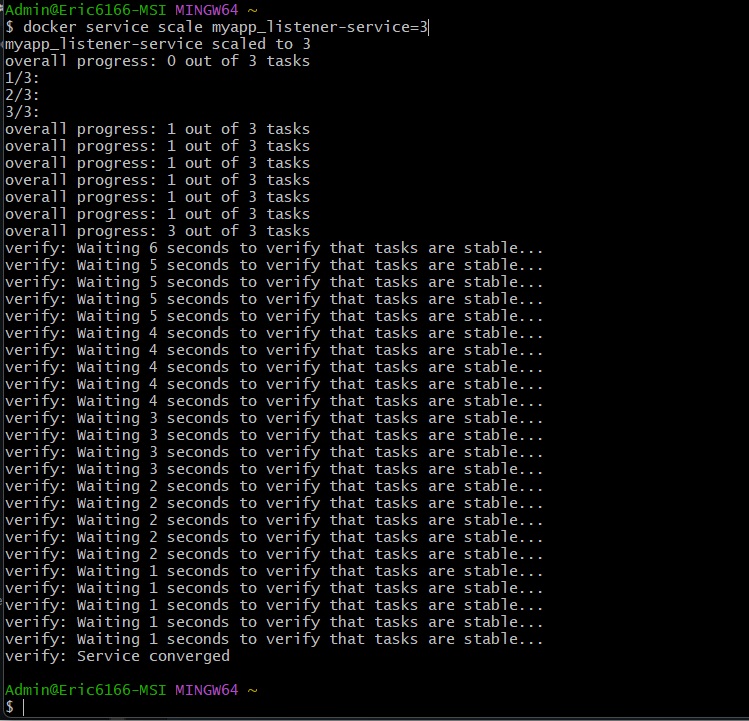 Admin@Eric6166-MSI MINGW64 ~
$ docker service scale myapp_listener-service=3
myapp_listener-service scaled to 3
overall progress: 0 out of 3 tasks
1/3:
2/3:
3/3:
overall progress: 1 out of 3 tasks
overall progress: 1 out of 3 tasks
overall progress: 1 out of 3 tasks
overall progress: 1 out of 3 tasks
overall progress: 1 out of 3 tasks
overall progress: 1 out of 3 tasks
overall progress: 3 out of 3 tasks
verify: Waiting 6 seconds to verify that tasks are stable...
verify: Waiting 5 seconds to verify that tasks are stable...
verify: Waiting 5 seconds to verify that tasks are stable...
verify: Waiting 5 seconds to verify that tasks are stable...
verify: Waiting 5 seconds to verify that tasks are stable...
verify: Waiting 4 seconds to verify that tasks are stable...
verify: Waiting 4 seconds to verify that tasks are stable...
verify: Waiting 4 seconds to verify that tasks are stable...
verify: Waiting 4 seconds to verify that tasks are stable...
verify: Waiting 4 seconds to verify that tasks are stable...
verify: Waiting 3 seconds to verify that tasks are stable...
verify: Waiting 3 seconds to verify that tasks are stable...
verify: Waiting 3 seconds to verify that tasks are stable...
verify: Waiting 3 seconds to verify that tasks are stable...
verify: Waiting 2 seconds to verify that tasks are stable...
verify: Waiting 2 seconds to verify that tasks are stable...
verify: Waiting 2 seconds to verify that tasks are stable...
verify: Waiting 2 seconds to verify that tasks are stable...
verify: Waiting 2 seconds to verify that tasks are stable...
verify: Waiting 1 seconds to verify that tasks are stable...
verify: Waiting 1 seconds to verify that tasks are stable...
verify: Waiting 1 seconds to verify that tasks are stable...
verify: Waiting 1 seconds to verify that tasks are stable...
verify: Waiting 1 seconds to verify that tasks are stable...
verify: Service converged
Admin@Eric6166-MSI MINGW64 ~
$